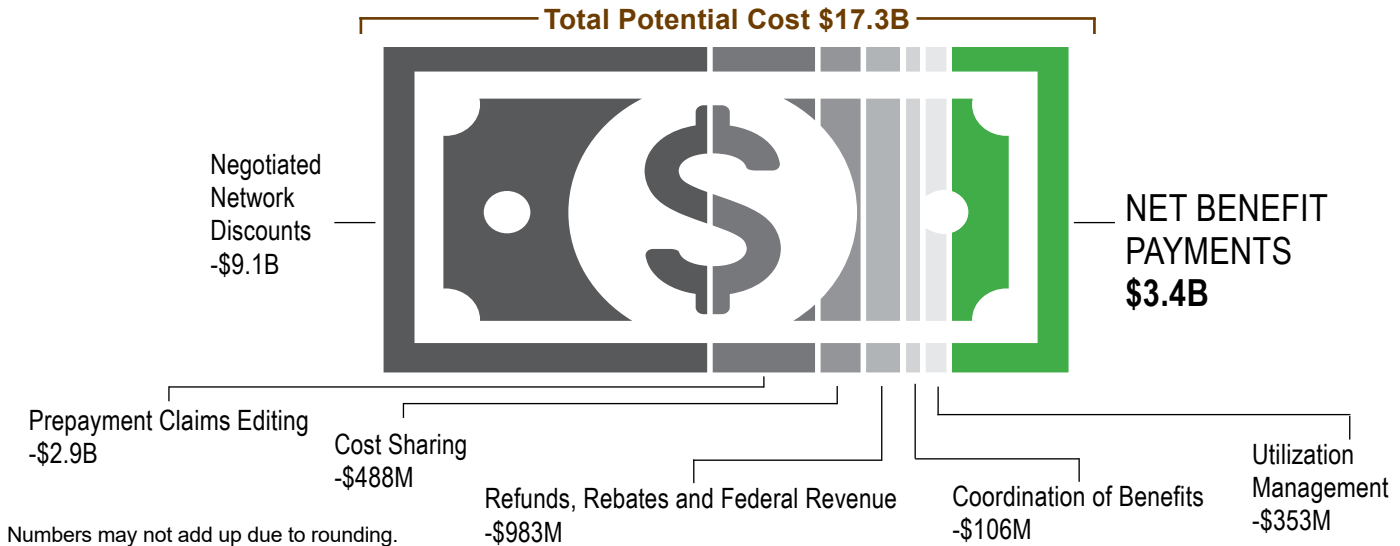 Total Potential Cost $17.3B
Negotiated
Network
Discounts
-$9.1B
$
NET BENEFIT
PAYMENTS
$3.4B
Prepayment Claims Editing
-$2.9B
Cost Sharing
-$488M
Refunds, Rebates and Federal Revenue
-$983M
Coordination of Benefits
-$106M
Utilization
Management
-$353M
Numbers may not add up due to rounding.